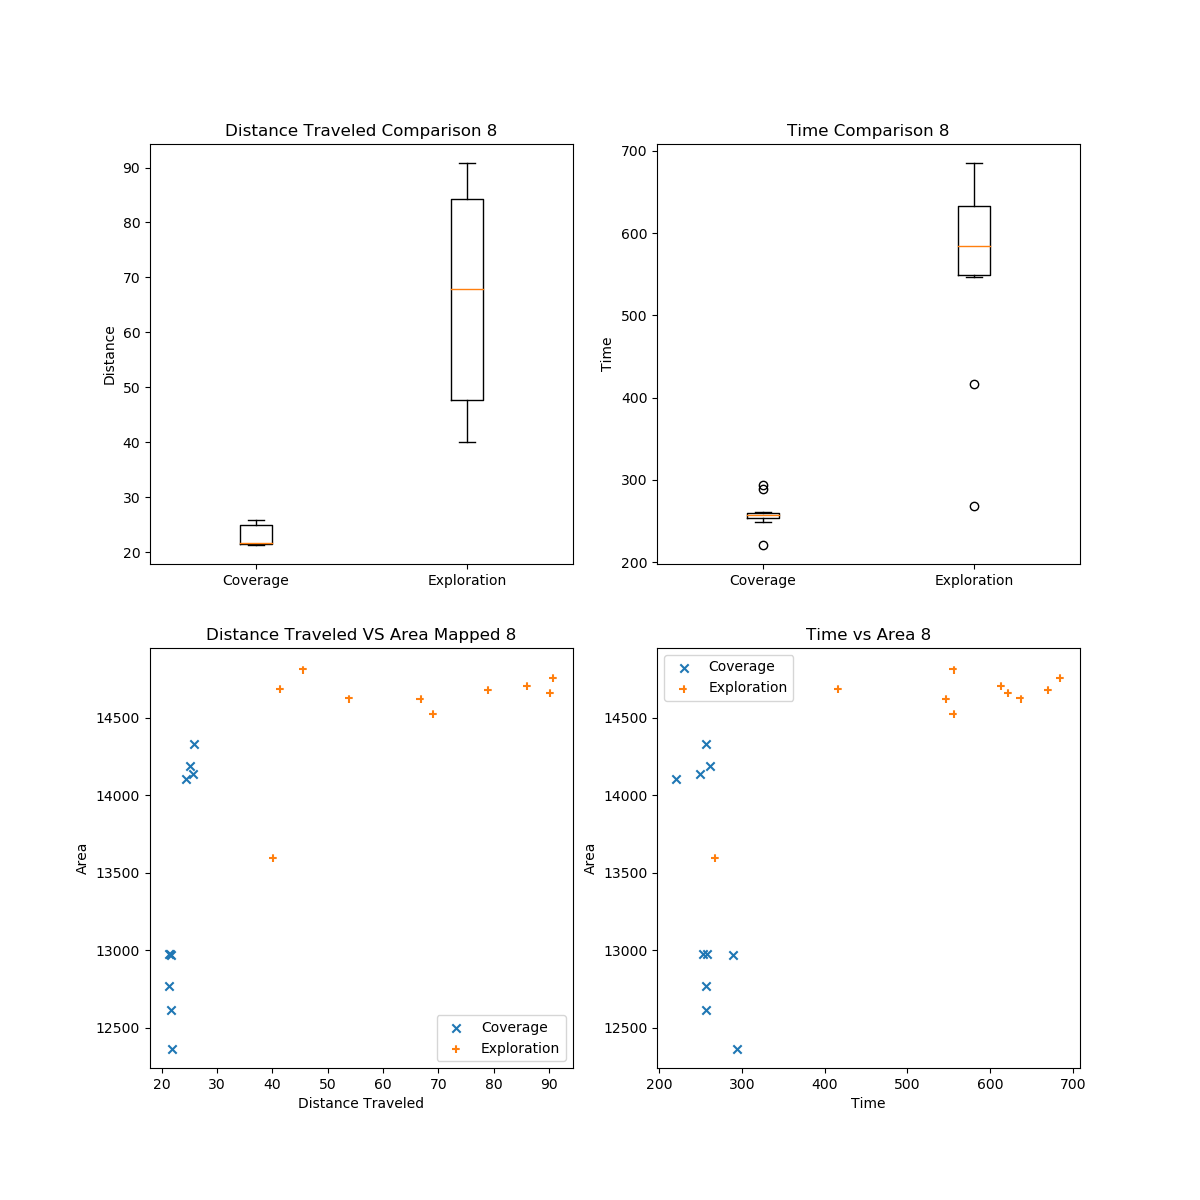 Distance Traveled Comparison 8
90
80
70
60
50
40
30
20
Distance
Coverage
Exploration
Time Comparison 8
700
600
500
400
300
200
Time
Coverage
Exploration
Distance Traveled VS Area Mapped 8
14500
14000
13500
13000
12500
Area
Coverage
Exploration
20 30 40 50 60 70 80 90
Distance Traveled
Time vs Area 8
Coverage
Exploration
14500
14000
13500
13000
12500
Area
200 300 400 500 600 700
Time